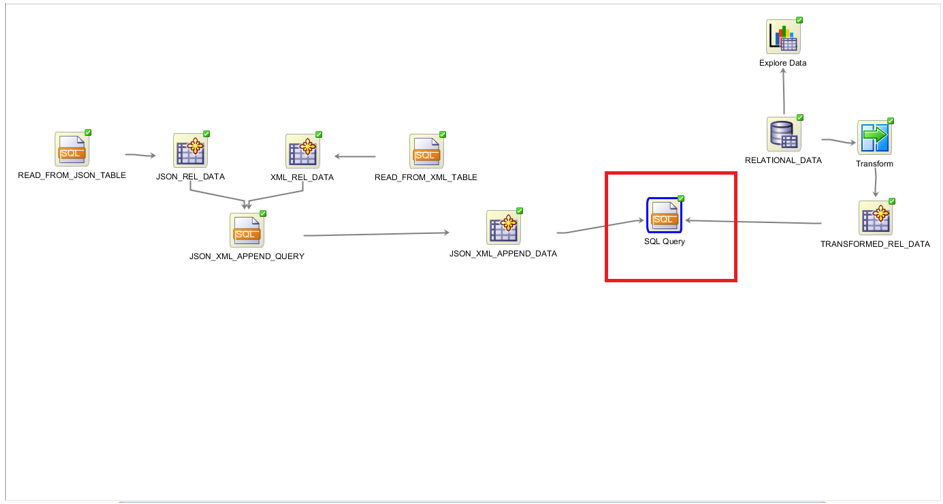 Explore Data
SQL
READ_FROM_JSON_TABLE
JSON_REL_DATA
XML_REL_DATA
SQL
READ_FROM_XML_TABLE
RELATIONAL_DATA
Transform
SQL
JSON_XML_APPEND_QUERY
JSON_XML_APPEND_DATA
SQL
SQL Query
TRANSFORMED_REL_DATA